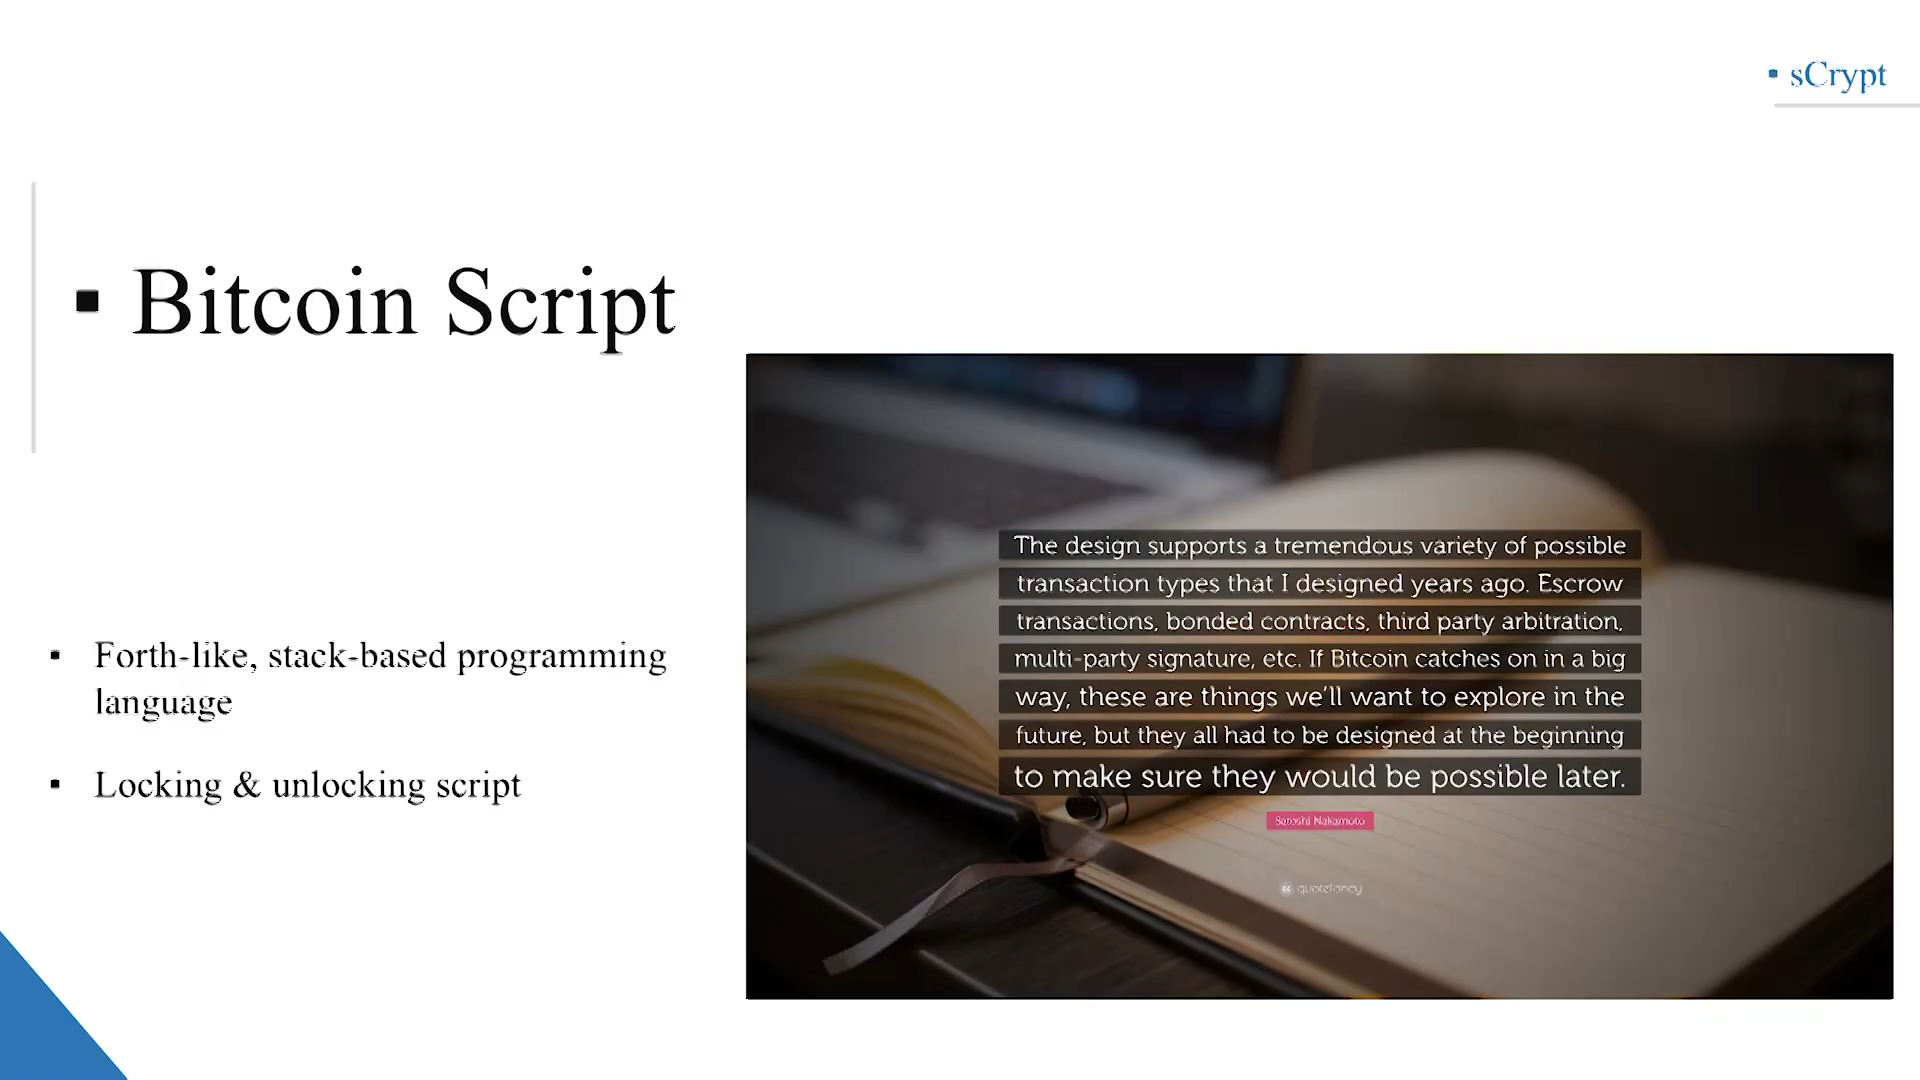 sCrypt
Bitcoin Script
Forth-like, stack-based programming
language
Locking & unlocking script
The design supports a tremendous variety of possible
transaction types that I designed years ago. Escrow
transactions, bonded contracts, third party arbitration,
multi-party signature, etc. If Bitcoin catches on in a big
way, these are things we'll want to explore in the
future, but they all had to be designed at the beginning
to make sure they would be possible later.
Satoshi Nakamoto
quotefancy